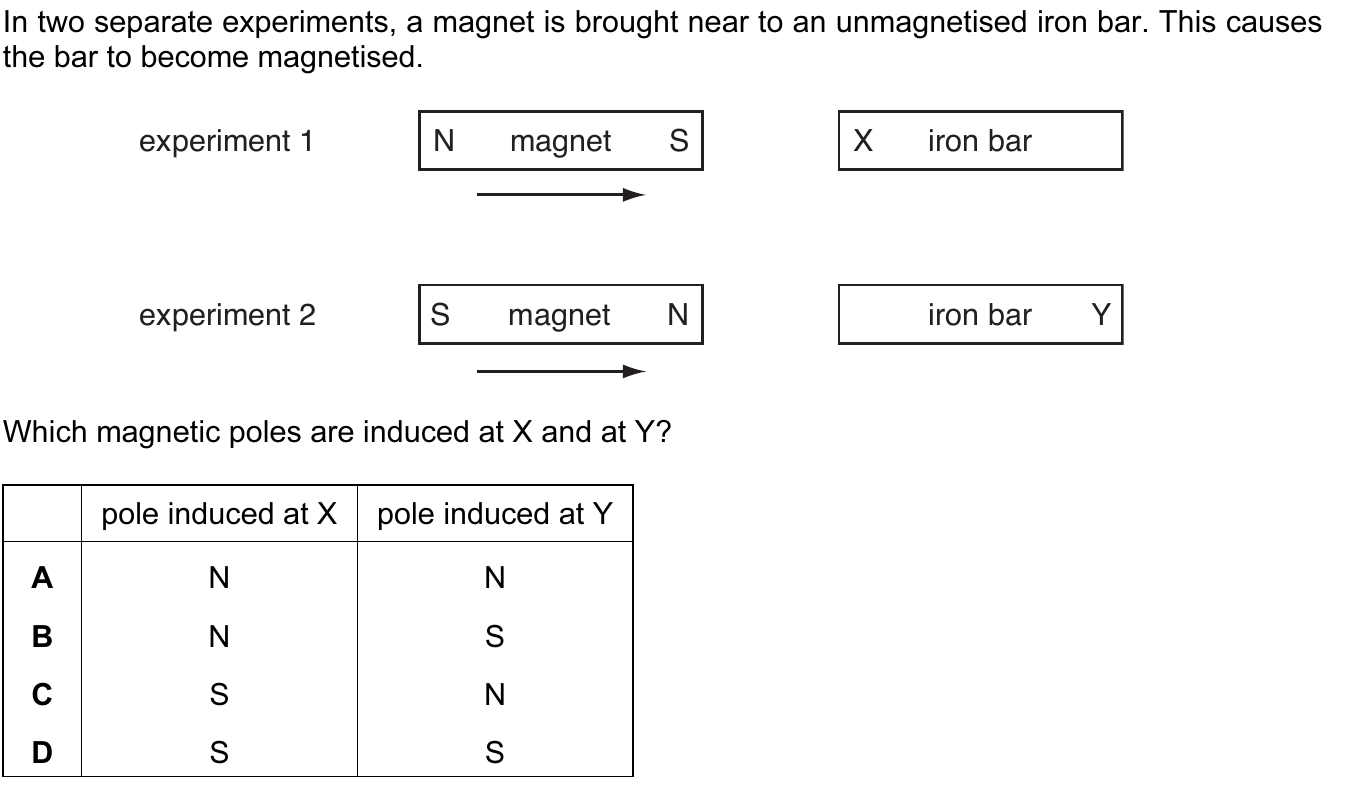 In two separate experiments, a magnet is brought near to an unmagnetised iron bar. This causes
the bar to become magnetised.
experiment 1 N magnet S X iron bar
experiment 2 S magnet N iron bar Y
Which magnetic poles are induced at X and at Y?
pole induced at X pole induced at Y
A N N
B N S
C S N
D S S